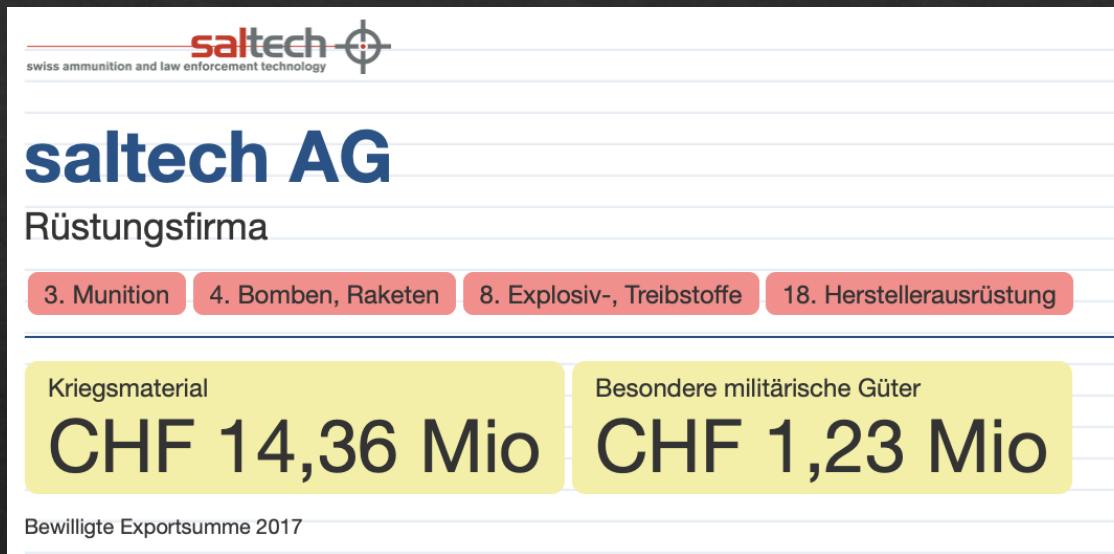 saltech
swiss ammunition and law enforcement technology
saltech AG
Rüstungsfirma
3. Munition 4. Bomben, Raketen 8. Explosiv-, Treibstoffe 18. Herstellerausrüstung
Kriegsmaterial Besondere militärische Güter
CHF 14,36 Mio CHF 1,23 Mio
Bewilligte Exportsumme 2017